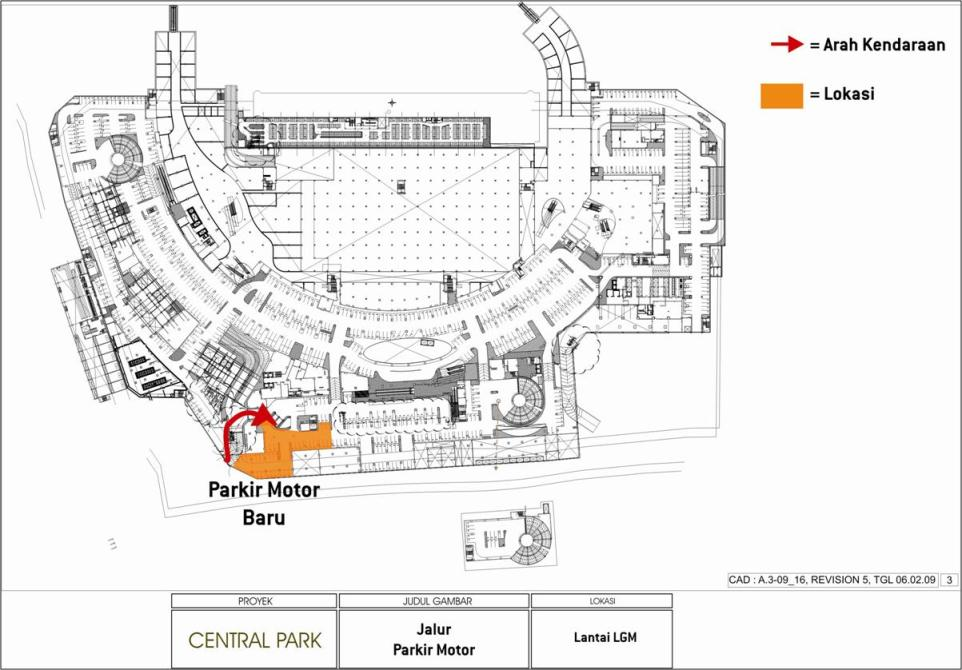 = Arah Kendaraan
= Lokasi
Parkir Motor
Baru
CAD : A.3-09_16, REVISION 5, TGL 06.02.09
3
PROYEK
JUDUL GAMBAR
LOKASI
CENTRAL PARK
Jalur
Parkir Motor
Lantai LGM